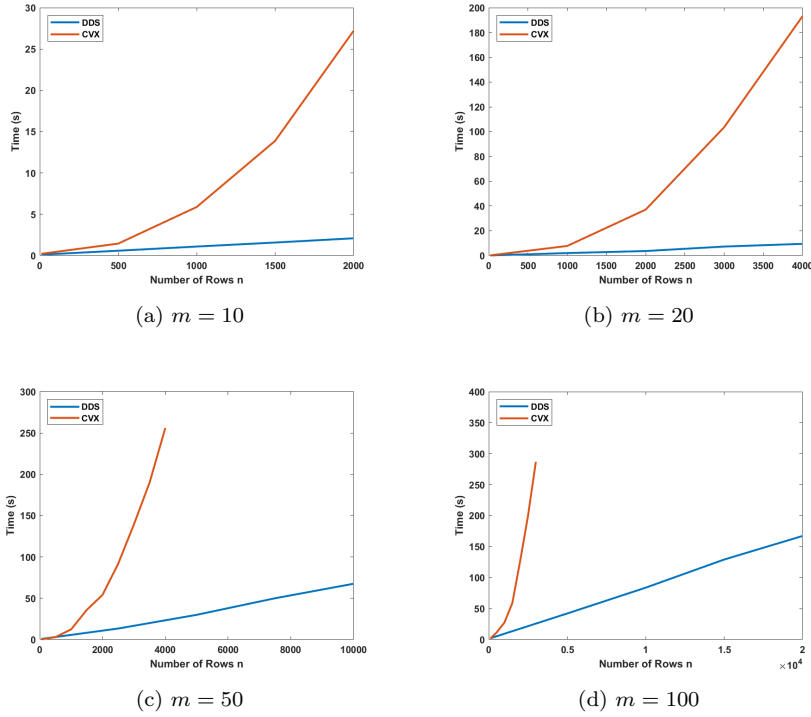 30
25
20
15
10
5
0
Time (s)
DDS
CVX
0 500 1000 1500 2000
Number of Rows n
(a) m = 10
200
180
160
140
120
100
80
60
40
20
0
Time (s)
DDS
CVX
0 500 1000 1500 2000 2500 3000 3500 4000
Number of Rows n
(b) m = 20
300
250
200
150
100
50
0
Time (s)
DDS
CVX
0 2000 4000 6000 8000 10000
Number of Rows n
(c) m = 50
400
350
300
250
200
150
100
50
0
Time (s)
DDS
CVX
0 0.5 1 1.5 2
Number of Rows n
×10⁴
(d) m = 100